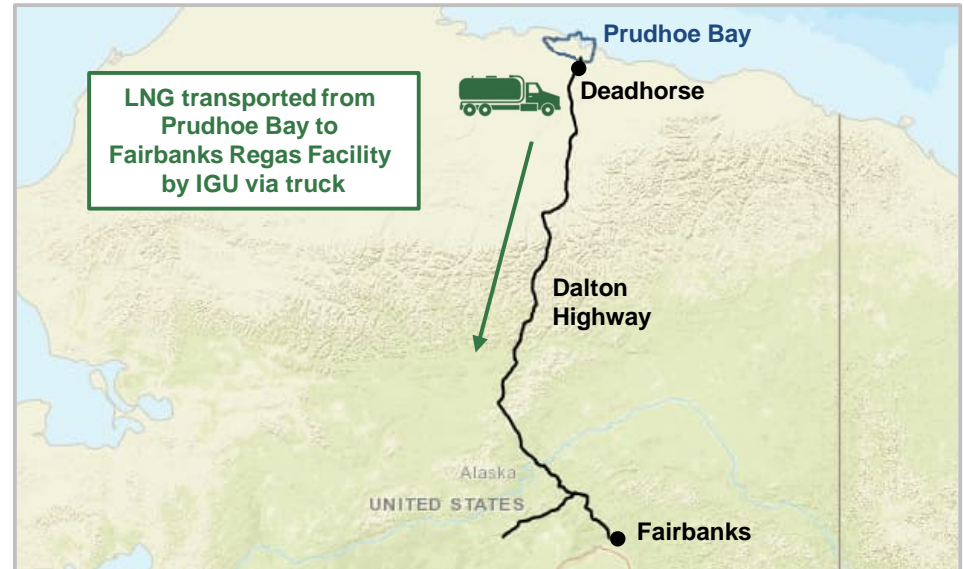 Prudhoe Bay
Deadhorse
LNG transported from
Prudhoe Bay to
Fairbanks Regas Facility
by IGU via truck
Dalton
Highway
Alaska
UNITED STATES
Fairbanks